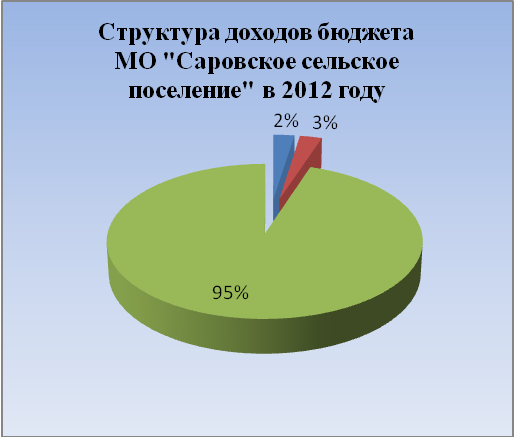 Структура доходов бюджета
МО "Саровское сельское
поселение" в 2012 году
2% 3%
95%